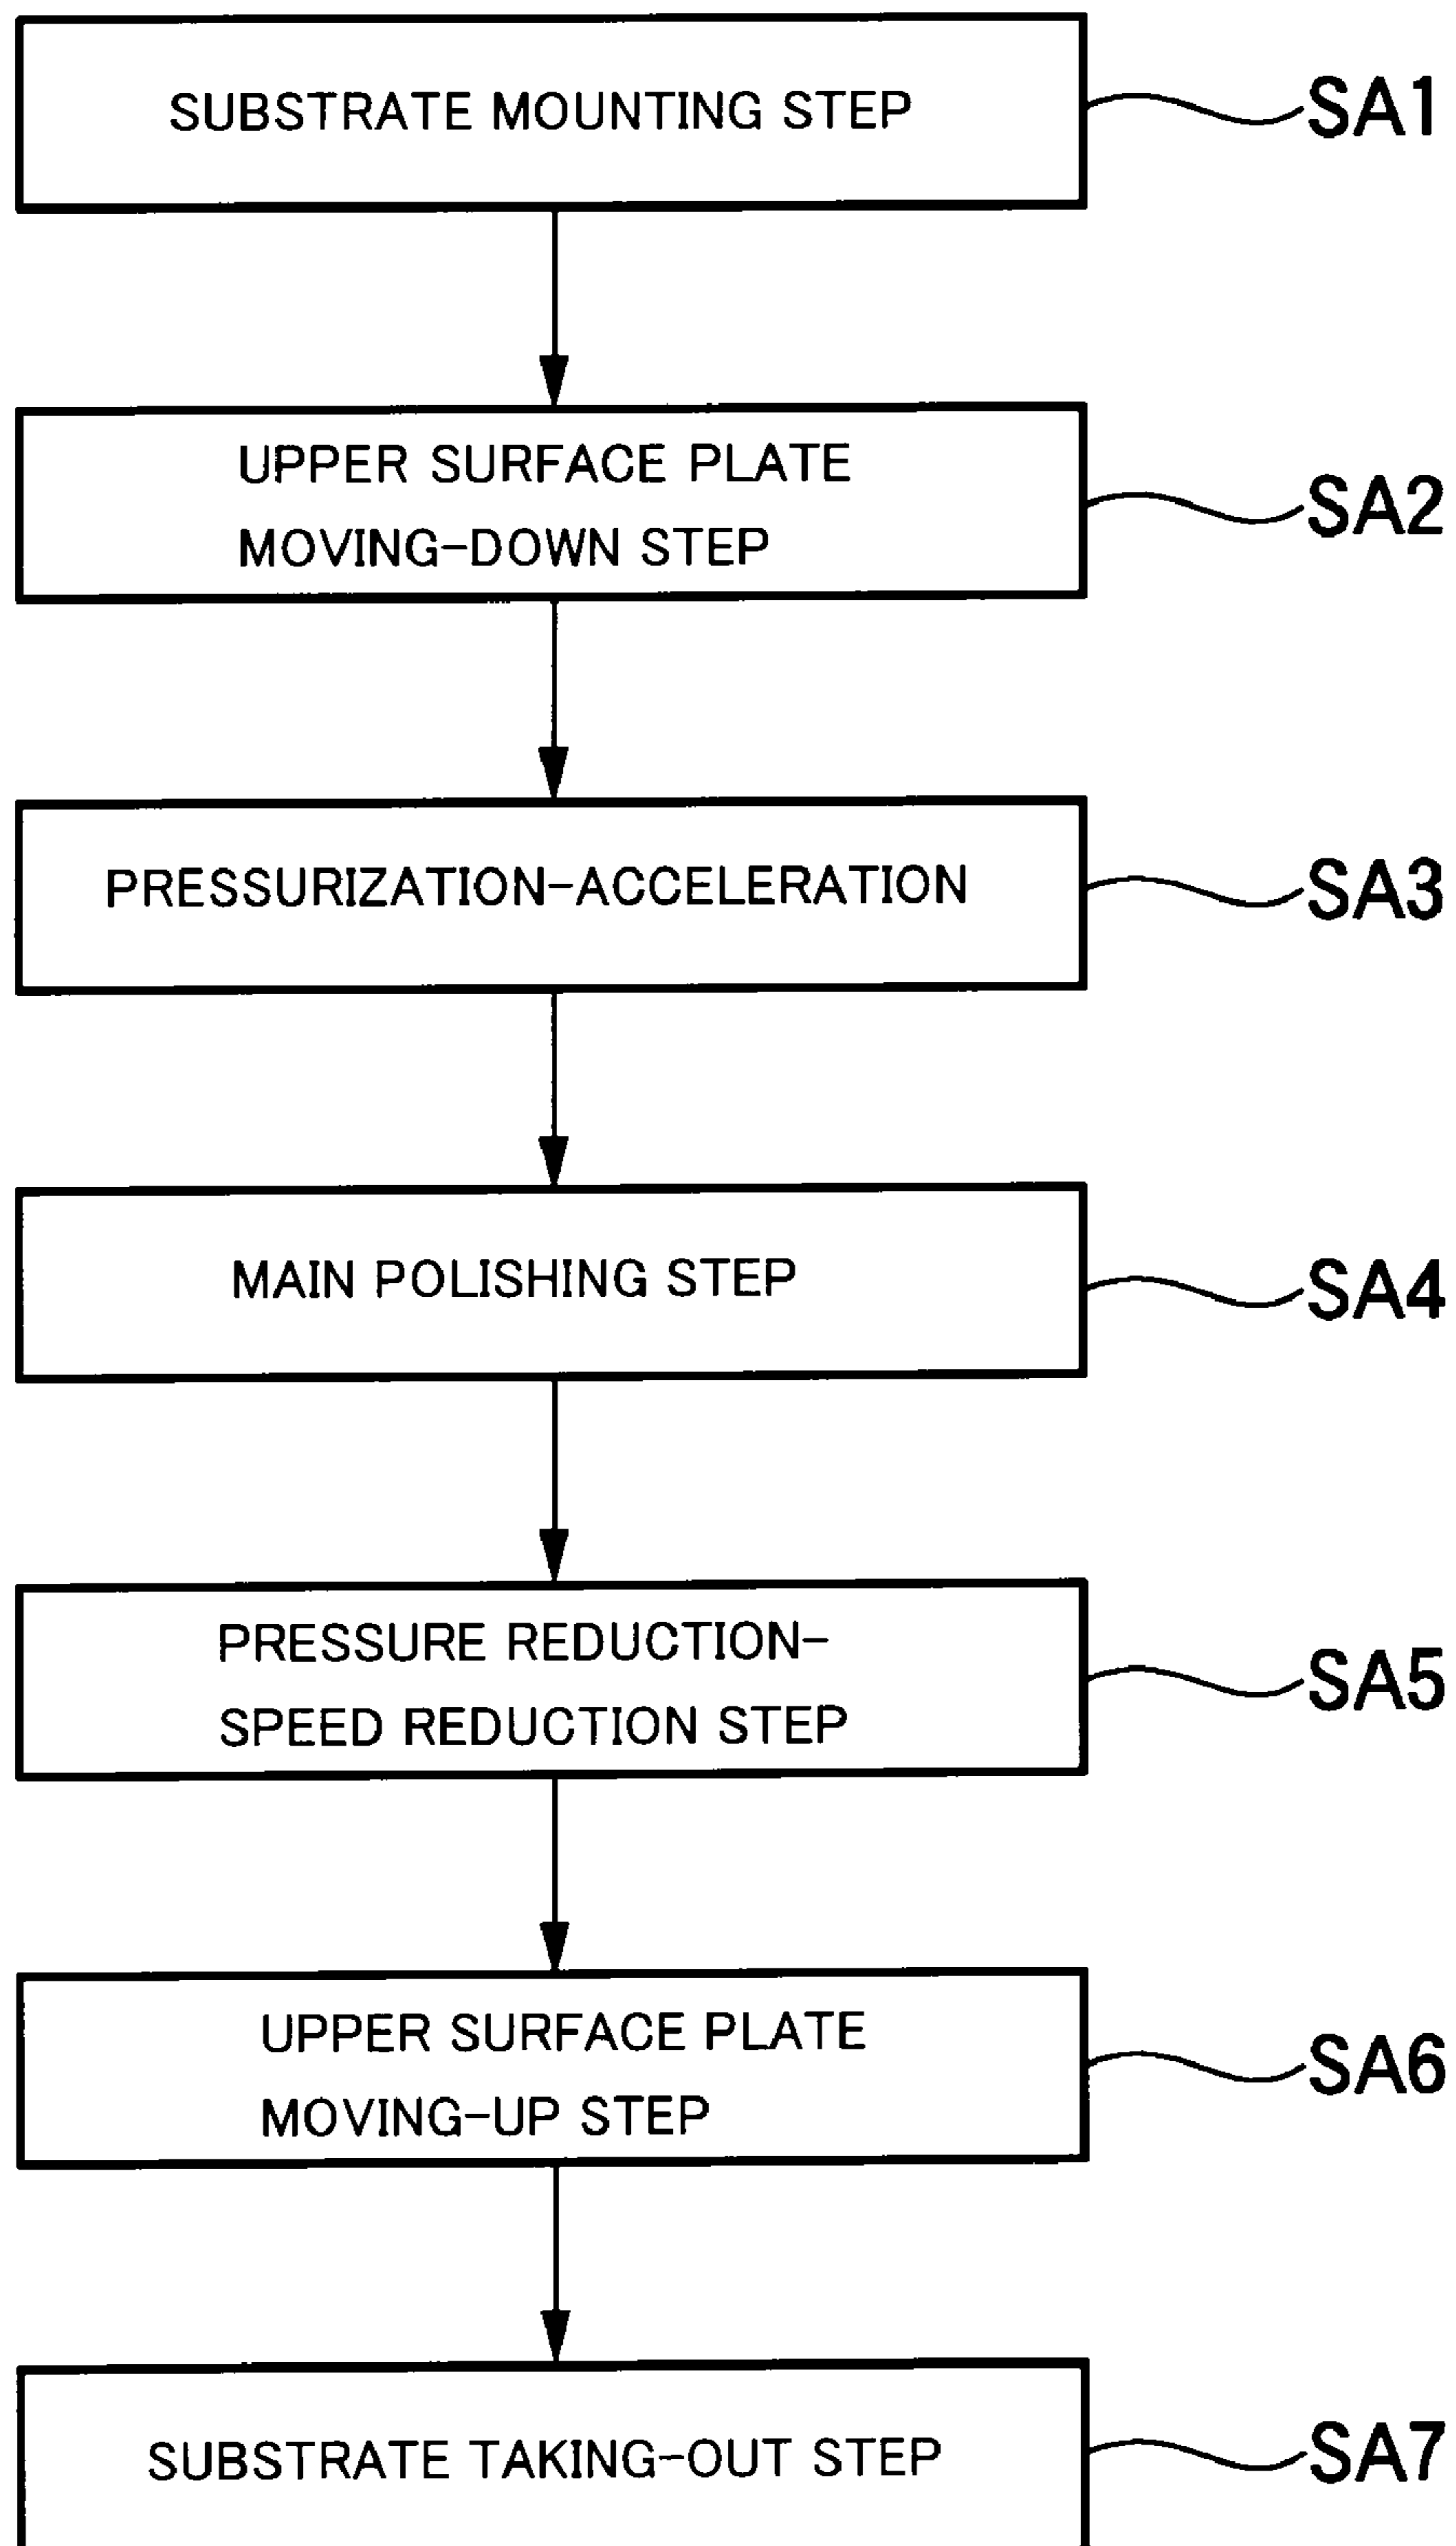 SUBSTRATE MOUNTING STEP
SA1
UPPER SURFACE PLATE
MOVING-DOWN STEP
SA2
PRESSURIZATION-ACCELERATION
SA3
MAIN POLISHING STEP
SA4
PRESSURE REDUCTION-
SPEED REDUCTION STEP
SA5
UPPER SURFACE PLATE
MOVING-UP STEP
SA6
SUBSTRATE TAKING-OUT STEP
SA7